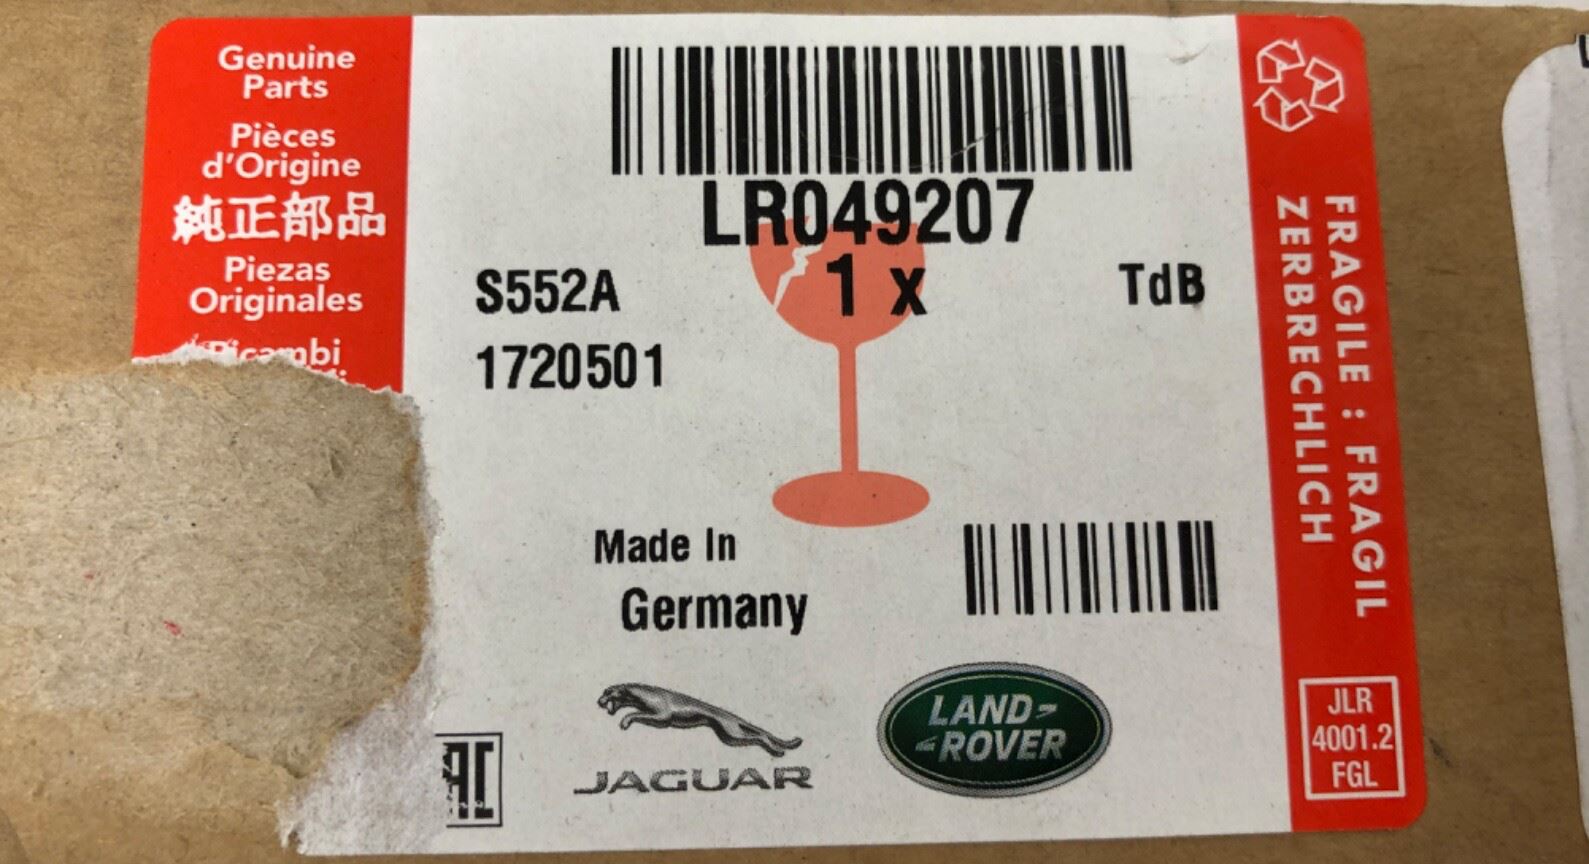 Genuine
Parts
Pièces
d'Origine
純正部品
Piezas
Originales
Ricambi
LR049207
S552A
1 x
TdB
1720501
Made In
Germany
JAGUAR
LAND-
-ROVER
FRAGILE : FRAGIL
ZERBRECHLICH
JLR
4001.2
FGL